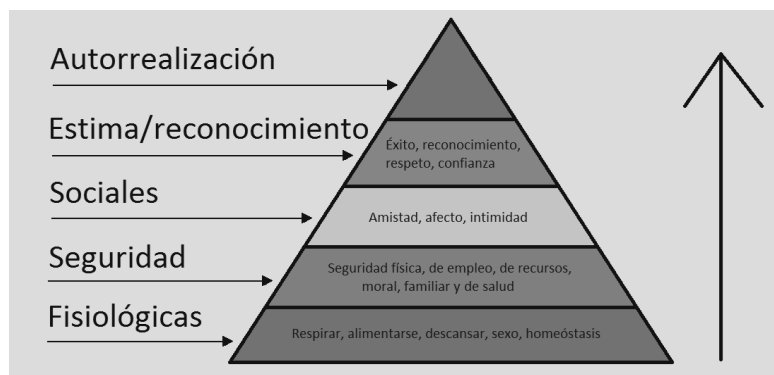 Autorrealización
Estima/reconocimiento
Éxito, reconocimiento,
respeto, confianza
Sociales
Amistad, afecto, intimidad
Seguridad
Seguridad física, de empleo, de recursos,
moral, familiar y de salud
Fisiológicas
Respirar, alimentarse, descansar, sexo, homeóstasis